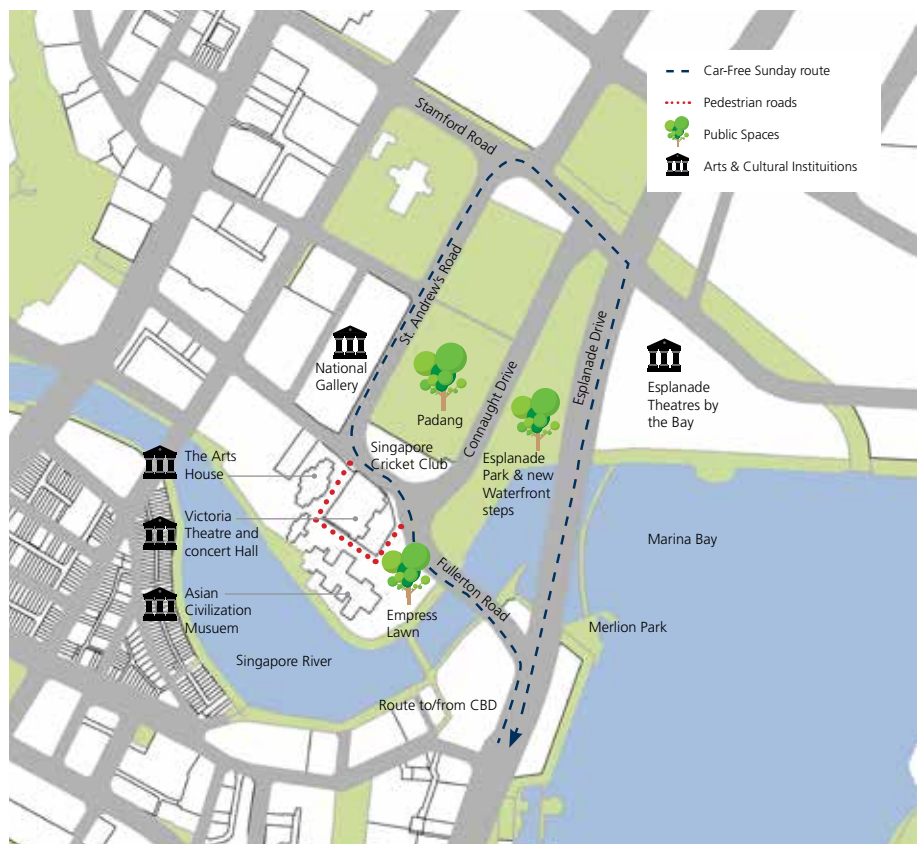 Car-Free Sunday route
Pedestrian roads
Public Spaces
Arts & Cultural Instituitions
Stamford Road
St. Andrew's Road
National
Gallery
Padang
Connaught Drive
Esplanade Drive
Esplanade
Theatres by
the Bay
Singapore
Cricket Club
Esplanade
Park & new
Waterfront
steps
The Arts
House
Victoria
Theatre and
concert Hall
Asian
Civilization
Musuem
Marina Bay
Fullerton Road
Empress
Lawn
Merlion Park
Singapore River
Route to/from CBD